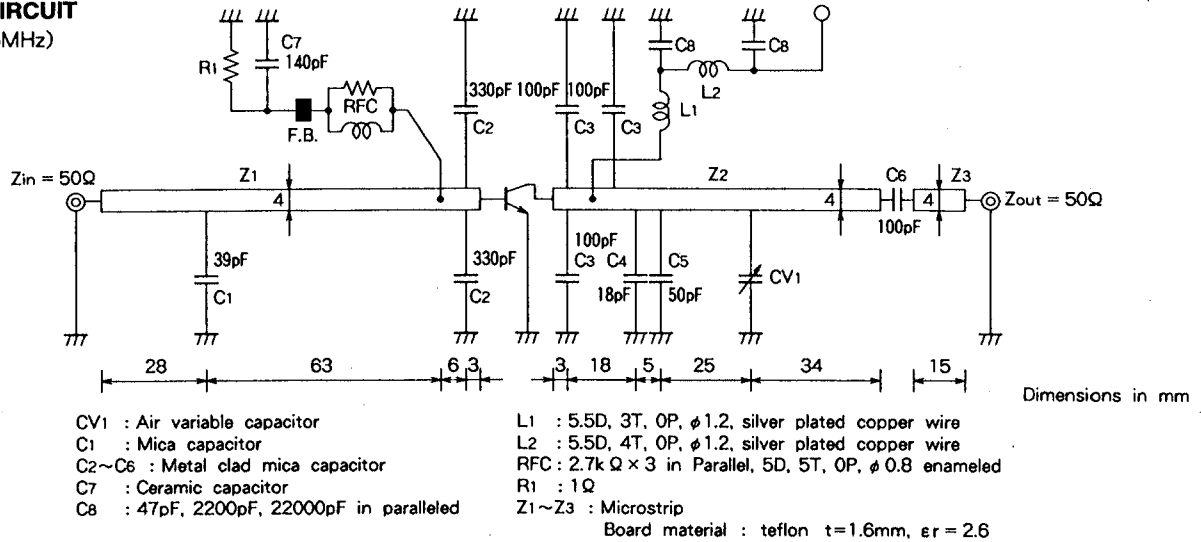 IRCUIT
MHz)
C7
140pF
R1
F.B.
RFC
330pF
C2
100pF
C3
100pF
C3
C8
C8
L2
L1
Zin = 50Ω
Z1
4
Z2
4
C6
100pF
Z3
4
Zout = 50Ω
39pF
C1
330pF
C2
100pF
C3
C4
18pF
C5
50pF
CV1
28
63
6
3
3
18
5
25
34
15
Dimensions in mm
CV1 : Air variable capacitor
C1 : Mica capacitor
C2~C6 : Metal clad mica capacitor
C7 : Ceramic capacitor
C8 : 47pF, 2200pF, 22000pF in paralleled
L1 : 5.5D, 3T, 0P, φ1.2, silver plated copper wire
L2 : 5.5D, 4T, 0P, φ1.2, silver plated copper wire
RFC : 2.7k Ω × 3 in Parallel, 5D, 5T, 0P, φ 0.8 enameled
R1 : 1Ω
Z1~Z3 : Microstrip
Board material : teflon t=1.6mm, εr = 2.6